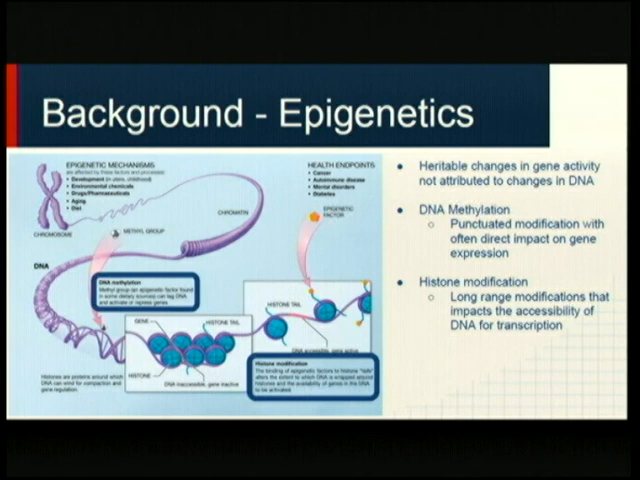 Background - Epigenetics
EPIGENETIC MECHANISMS
are affected by these factors and processes:
• Development (in utero, childhood)
• Environmental chemicals
• Drugs/Pharmaceuticals
• Aging
• Diet
HEALTH ENDPOINTS
• Cancer
• Autoimmune disease
• Mental disorders
• Diabetes
EPIGENETIC
FACTOR
CHROMATIN
CHROMOSOME
METHYL GROUP
DNA
DNA methylation
Methyl group (an epigenetic factor found
in some dietary sources) can tag DNA
and activate or repress genes.
GENE
HISTONE TAIL
HISTONE TAIL
HISTONE
DNA inaccessible, gene inactive
DNA accessible, gene active
Histones are proteins around which
DNA can wind for compaction and
gene regulation.
Histone modification
The binding of epigenetic factors to histone "tails"
alters the extent to which DNA is wrapped around
histones and the availability of genes in the DNA
to be activated.
• Heritable changes in gene activity
not attributed to changes in DNA
• DNA Methylation
○ Punctuated modification with
often direct impact on gene
expression
• Histone modification
○ Long range modifications that
impacts the accessibility of
DNA for transcription